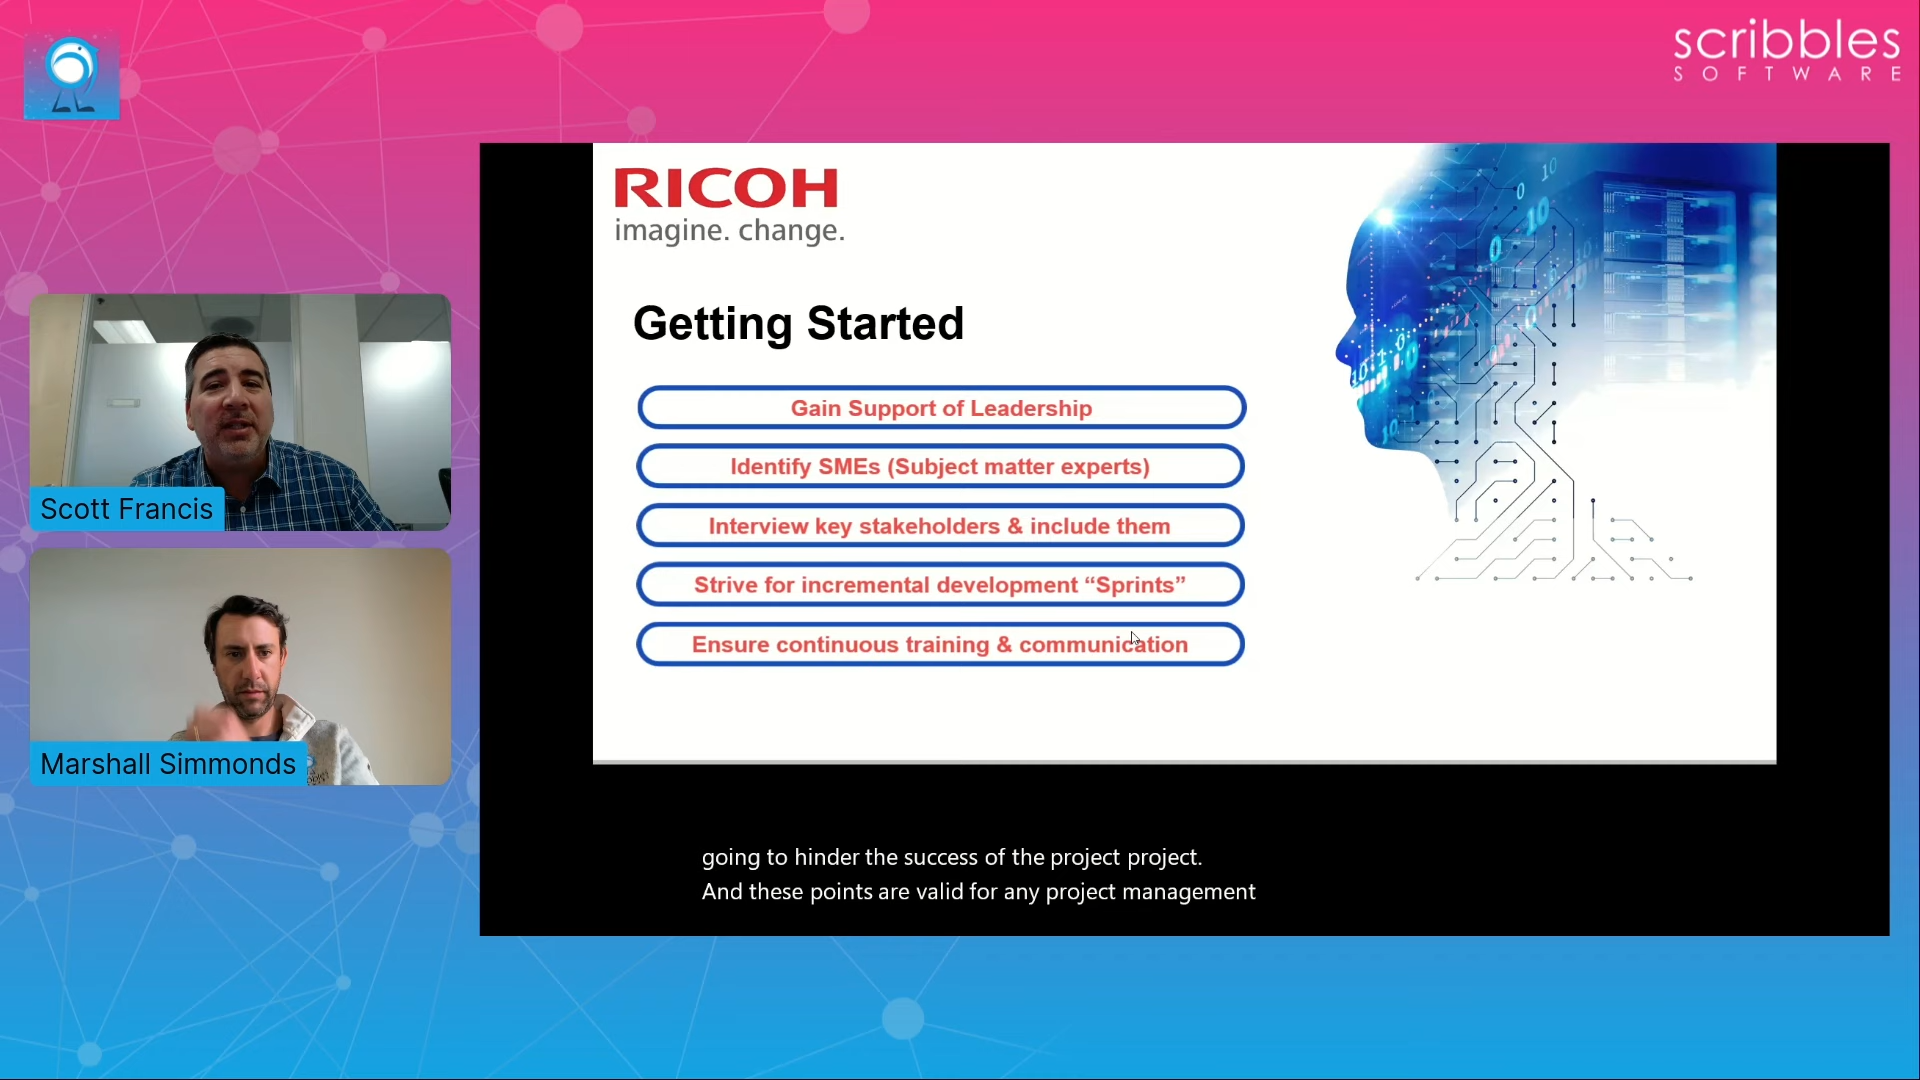 scribbles
SOFTWARE
RICOH
imagine. change.
Getting Started
Gain Support of Leadership
Identify SMEs (Subject matter experts)
Interview key stakeholders & include them
Strive for incremental development “Sprints”
Ensure continuous training & communication
Scott Francis
Marshall Simmonds
going to hinder the success of the project project.
And these points are valid for any project management